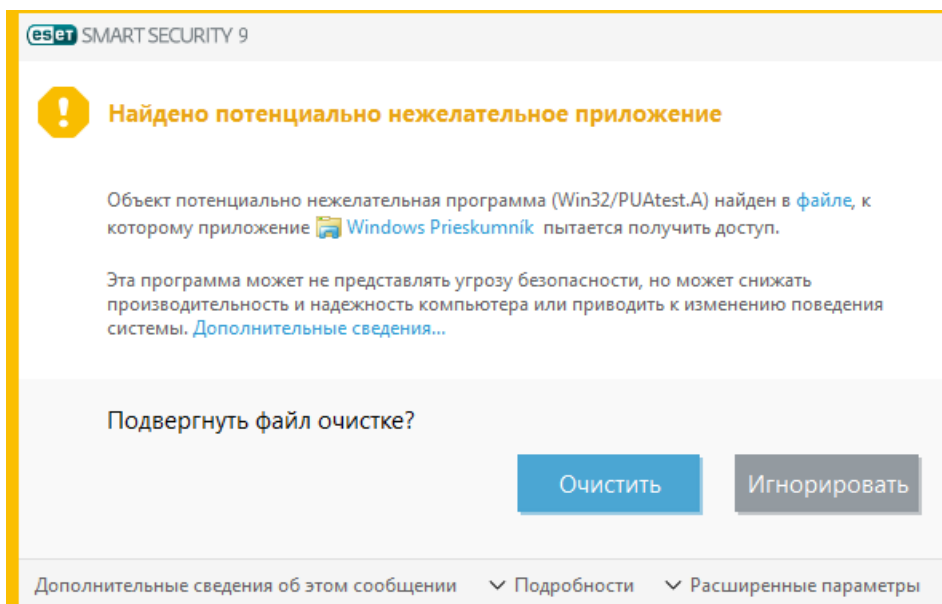 eset SMART SECURITY 9
Найдено потенциально нежелательное приложение
Объект потенциально нежелательная программа (Win32/PUAtest.A) найден в файле, к
которому приложение Windows Prieskumník пытается получить доступ.
Эта программа может не представлять угрозу безопасности, но может снижать
производительность и надежность компьютера или приводить к изменению поведения
системы. Дополнительные сведения...
Подвергнуть файл очистке?
Очистить Игнорировать
Дополнительные сведения об этом сообщении Подробности Расширенные параметры